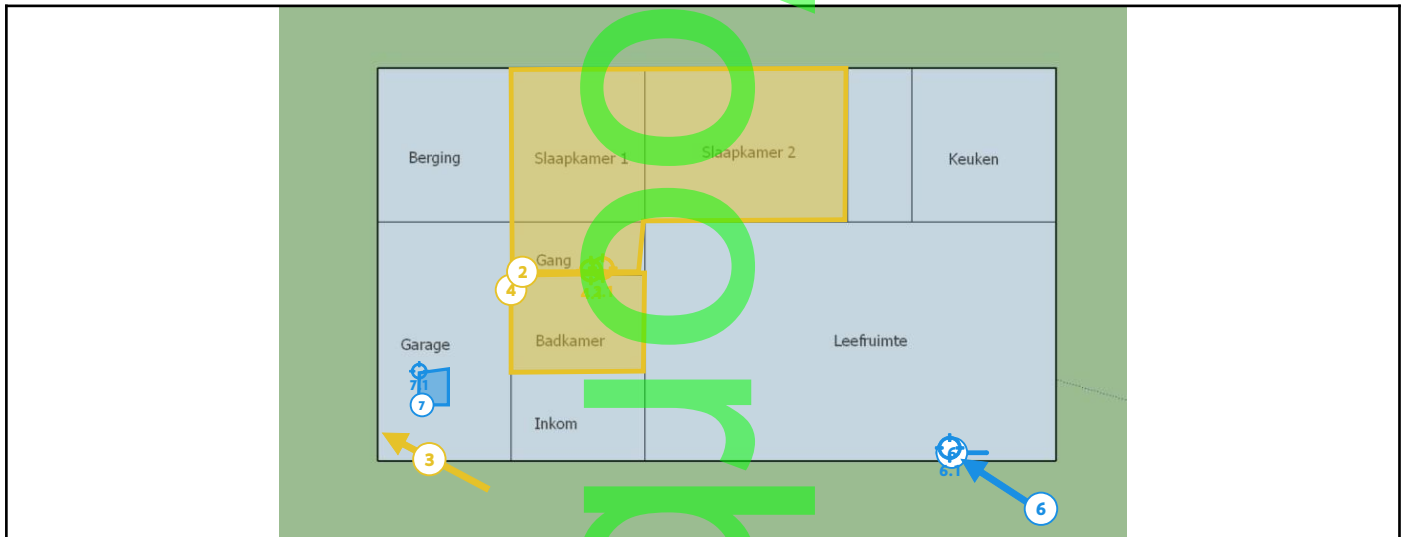 Slaapkamer 2
Berging
Slaapkamer 1
Keuken
Gang
2
4
Badkamer
Leefruimte
Garage
7.1
7
Inkom
3
6.1
6
o
o
r